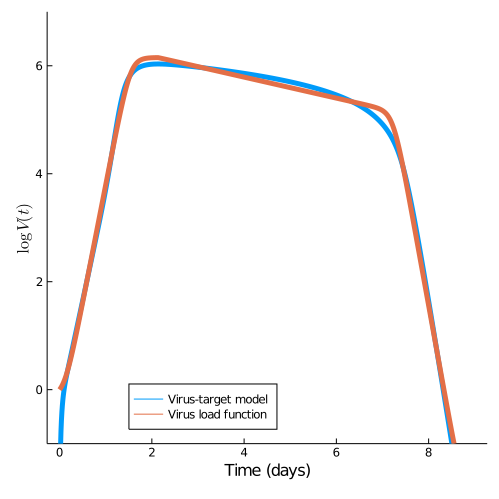 log V(t)
6
4
2
0
Virus-target model
Virus load function
0 2 4 6 8
Time (days)